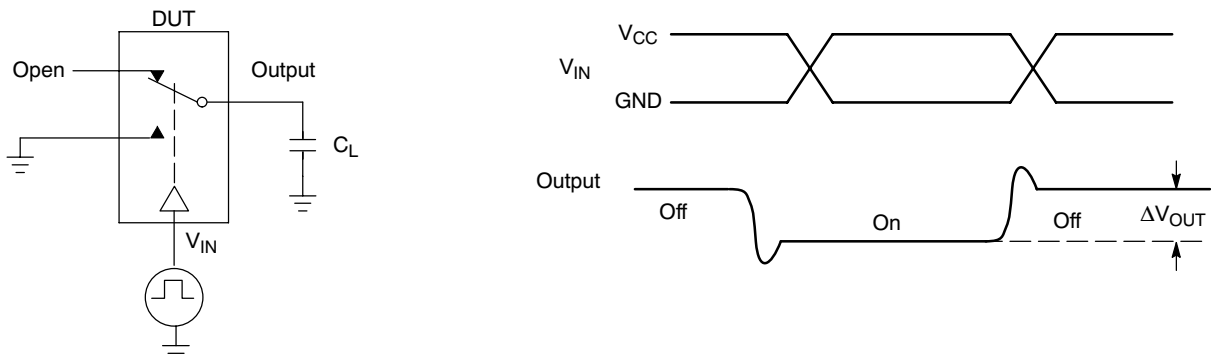 DUT
Open
Output
C_L
V_IN
V_CC
V_IN
GND
Output
Off
On
Off
ΔV_OUT